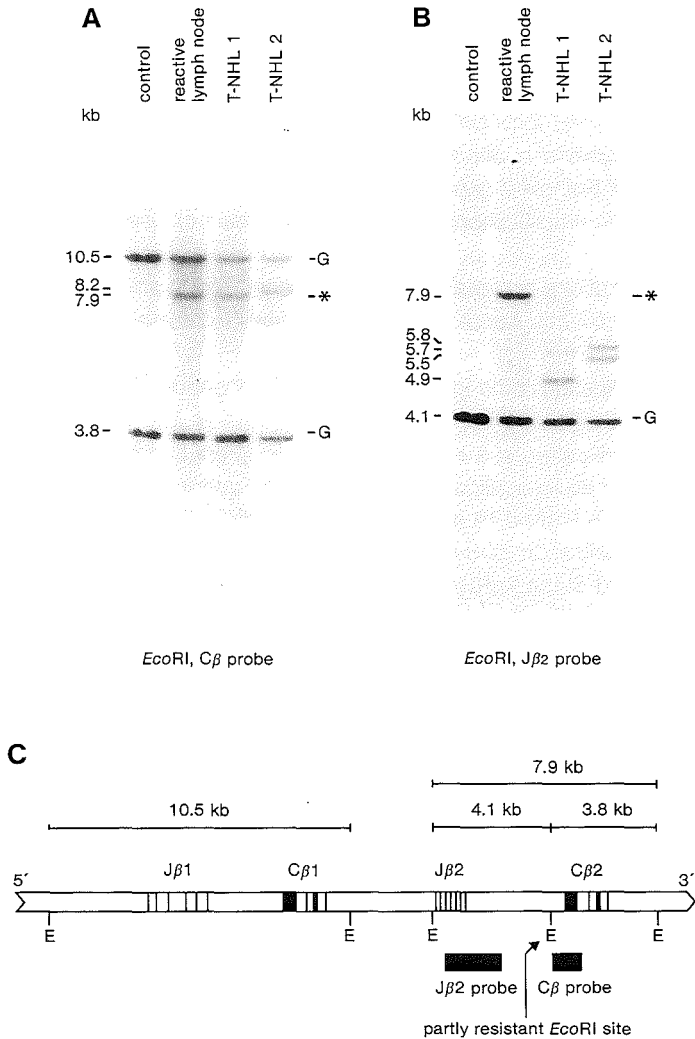 A
control
reactive
lymph node
T-NHL 1
T-NHL 2
kb
10.5
8.2
7.9
3.8
-G
-*
-G
EcoRI, Cβ probe
B
control
reactive
lymph node
T-NHL 1
T-NHL 2
kb
7.9
5.8
5.7
5.5
4.9
4.1
-*
-G
EcoRI, Jβ2 probe
C
7.9 kb
10.5 kb
4.1 kb
3.8 kb
5´
Jβ1
Cβ1
Jβ2
Cβ2
3´
E
E
E
E
E
Jβ2 probe
Cβ probe
partly resistant EcoRI site